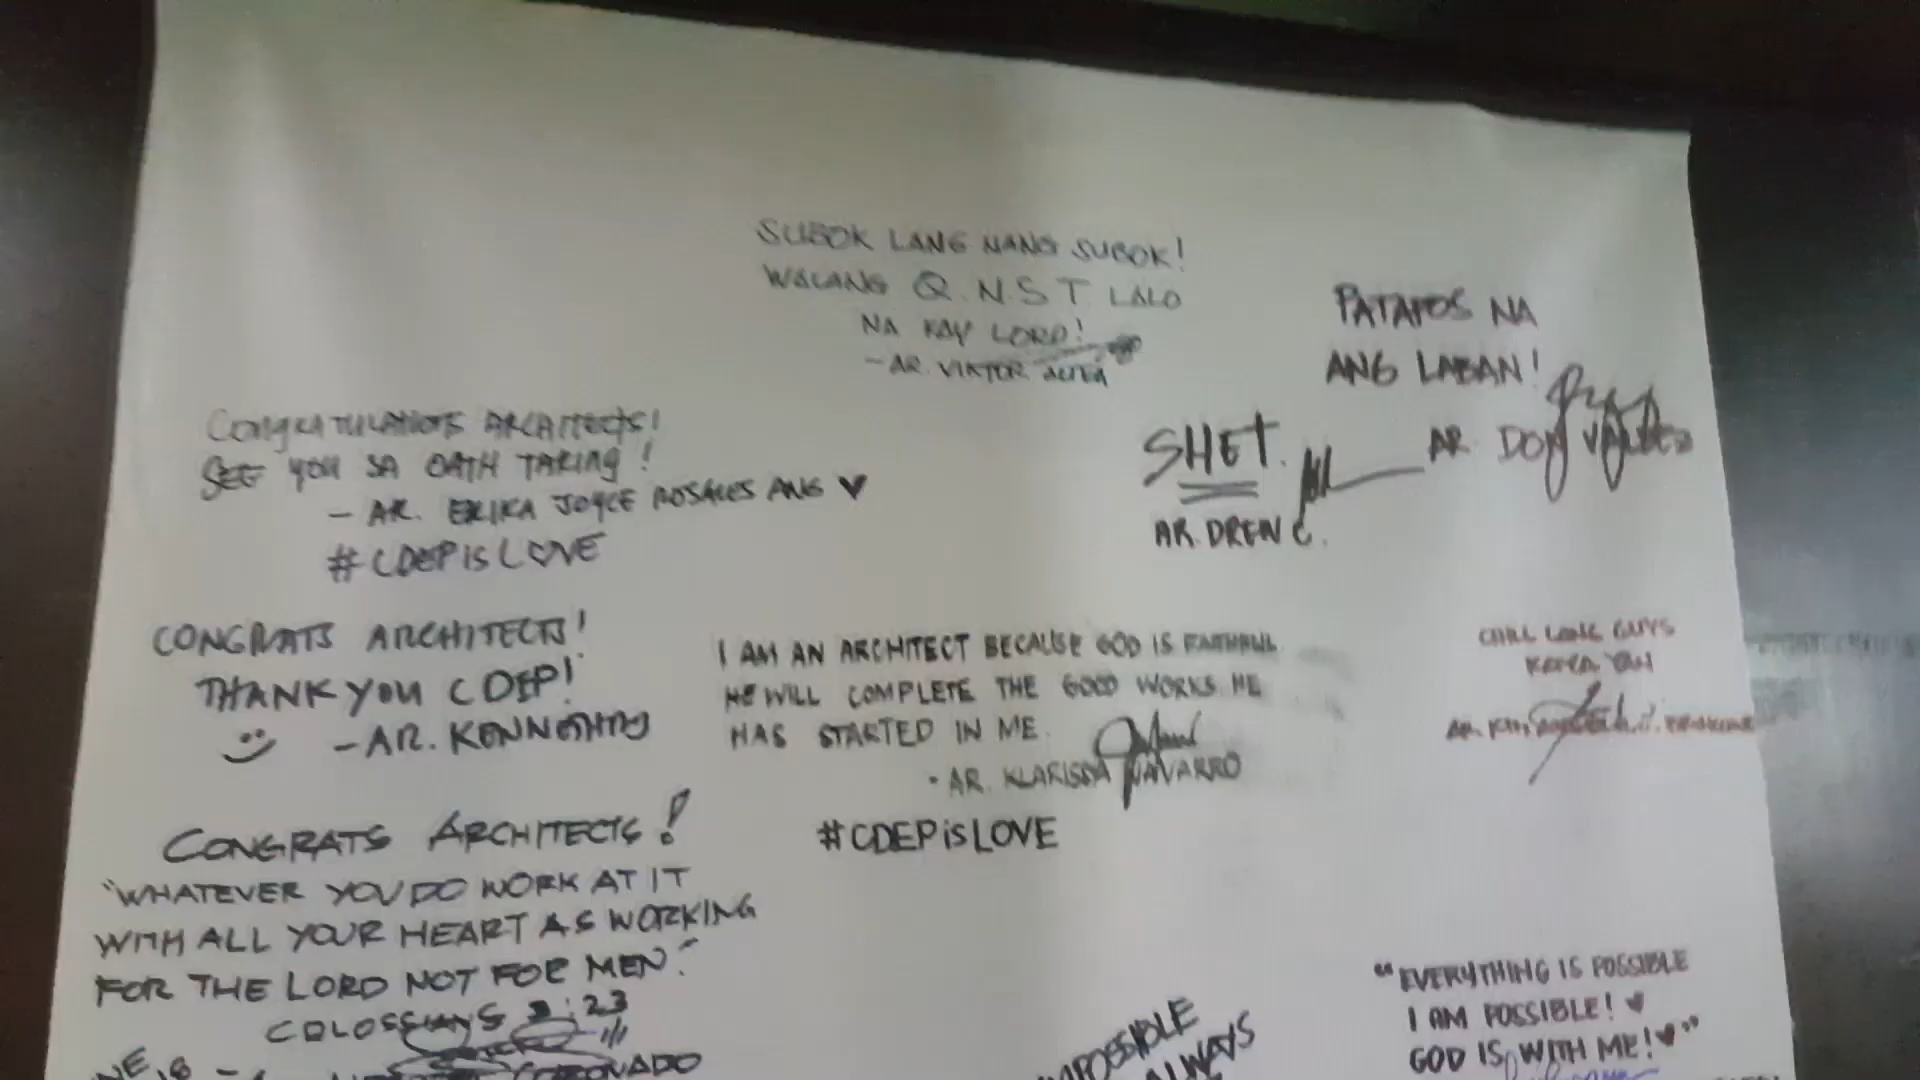 SUBOK LANG NANG SUBOK!
WALANG Q.N.S.T LALO
NA KAY LORD!
- AR. VIKTOR
PATAPOS NA
ANG LABAN!
AR. DON VALDEZ
SHET.
AR. DREW C.
CONGRATULATIONS ARCHITECTS!
SEE YOU SA OATH TAKING!
- AR. ERIKA JOYCE ROSALES ANG ♥
#CDEPISLOVE
CONGRATS ARCHITECTS!
THANK YOU CDEP!
- AR. KENNETH
I AM AN ARCHITECT BECAUSE GOD IS FAITHFUL
HE WILL COMPLETE THE GOOD WORKS HE
HAS STARTED IN ME.
- AR. KLARISSA NAVARRO
#CDEPiSLOVE
CHILL LANG GUYS
KAYA YAN
CONGRATS ARCHITECTS!
"WHATEVER YOU DO WORK AT IT
WITH ALL YOUR HEART AS WORKING
FOR THE LORD NOT FOR MEN."
COLOSSIANS 3:23
CORONADO
IMPOSSIBLE
ALWAYS
"EVERYTHING IS POSSIBLE
I AM POSSIBLE! ♥
GOD IS WITH ME! ♥"